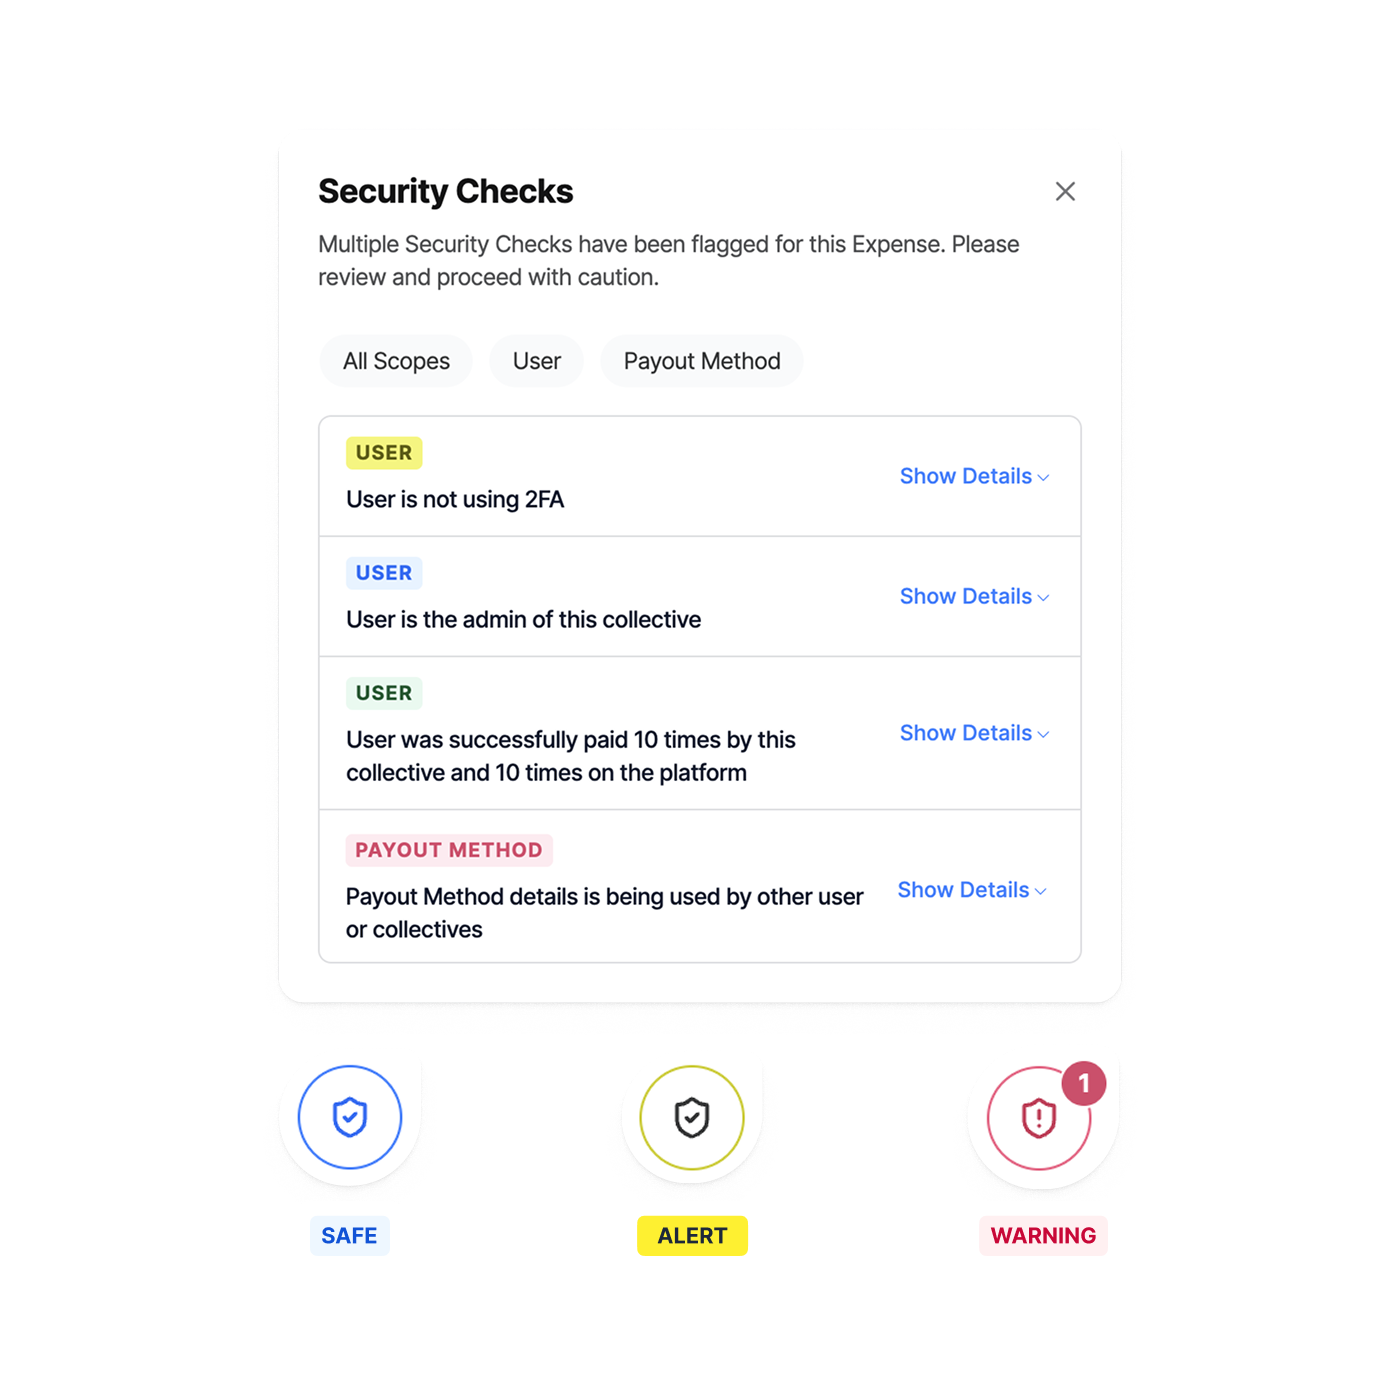 Security Checks
Multiple Security Checks have been flagged for this Expense. Please
review and proceed with caution.
All Scopes
User
Payout Method
USER
User is not using 2FA
Show Details
USER
User is the admin of this collective
Show Details
USER
User was successfully paid 10 times by this
collective and 10 times on the platform
Show Details
PAYOUT METHOD
Payout Method details is being used by other user
or collectives
Show Details
1
SAFE
ALERT
WARNING